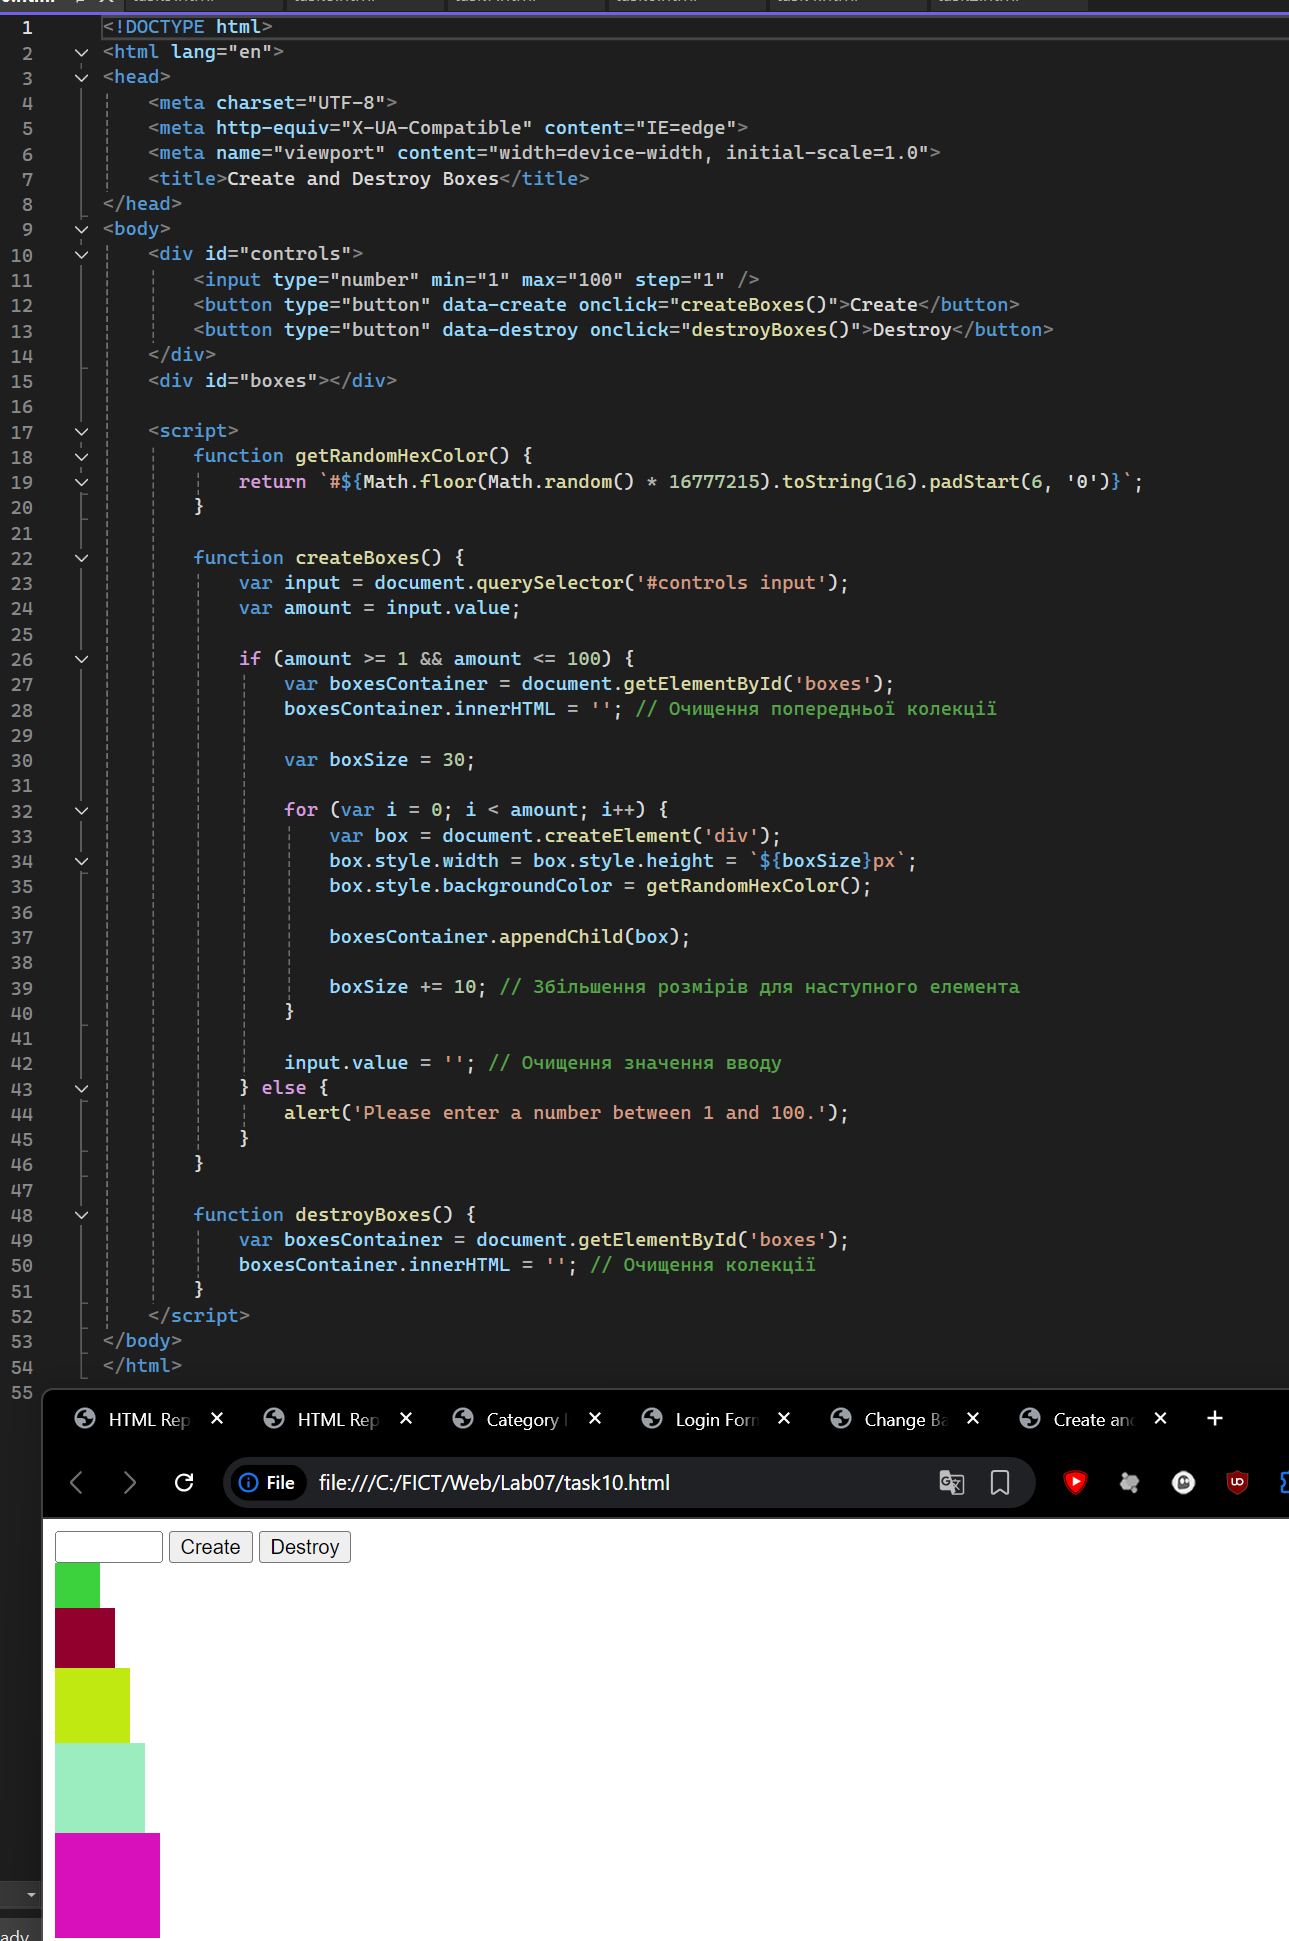 1 <!DOCTYPE html>
2 <html lang="en">
3 <head>
4 <meta charset="UTF-8">
5 <meta http-equiv="X-UA-Compatible" content="IE=edge">
6 <meta name="viewport" content="width=device-width, initial-scale=1.0">
7 <title>Create and Destroy Boxes</title>
8 </head>
9 <body>
10 <div id="controls">
11 <input type="number" min="1" max="100" step="1" />
12 <button type="button" data-create onclick="createBoxes()">Create</button>
13 <button type="button" data-destroy onclick="destroyBoxes()">Destroy</button>
14 </div>
15 <div id="boxes"></div>
16
17 <script>
18 function getRandomHexColor() {
19 return `#${Math.floor(Math.random() * 16777215).toString(16).padStart(6, '0')}`;
20 }
21
22 function createBoxes() {
23 var input = document.querySelector('#controls input');
24 var amount = input.value;
25
26 if (amount >= 1 && amount <= 100) {
27 var boxesContainer = document.getElementById('boxes');
28 boxesContainer.innerHTML = ''; // Очищення попередньої колекції
29
30 var boxSize = 30;
31
32 for (var i = 0; i < amount; i++) {
33 var box = document.createElement('div');
34 box.style.width = box.style.height = `${boxSize}px`;
35 box.style.backgroundColor = getRandomHexColor();
36
37 boxesContainer.appendChild(box);
38
39 boxSize += 10; // Збільшення розмірів для наступного елемента
40 }
41
42 input.value = ''; // Очищення значення вводу
43 } else {
44 alert('Please enter a number between 1 and 100.');
45 }
46 }
47
48 function destroyBoxes() {
49 var boxesContainer = document.getElementById('boxes');
50 boxesContainer.innerHTML = ''; // Очищення колекції
51 }
52 </script>
53 </body>
54 </html>
55
HTML Rep HTML Rep Category Login Form Change Ba Create and
File file:///C:/FICT/Web/Lab07/task10.html
Create Destroy